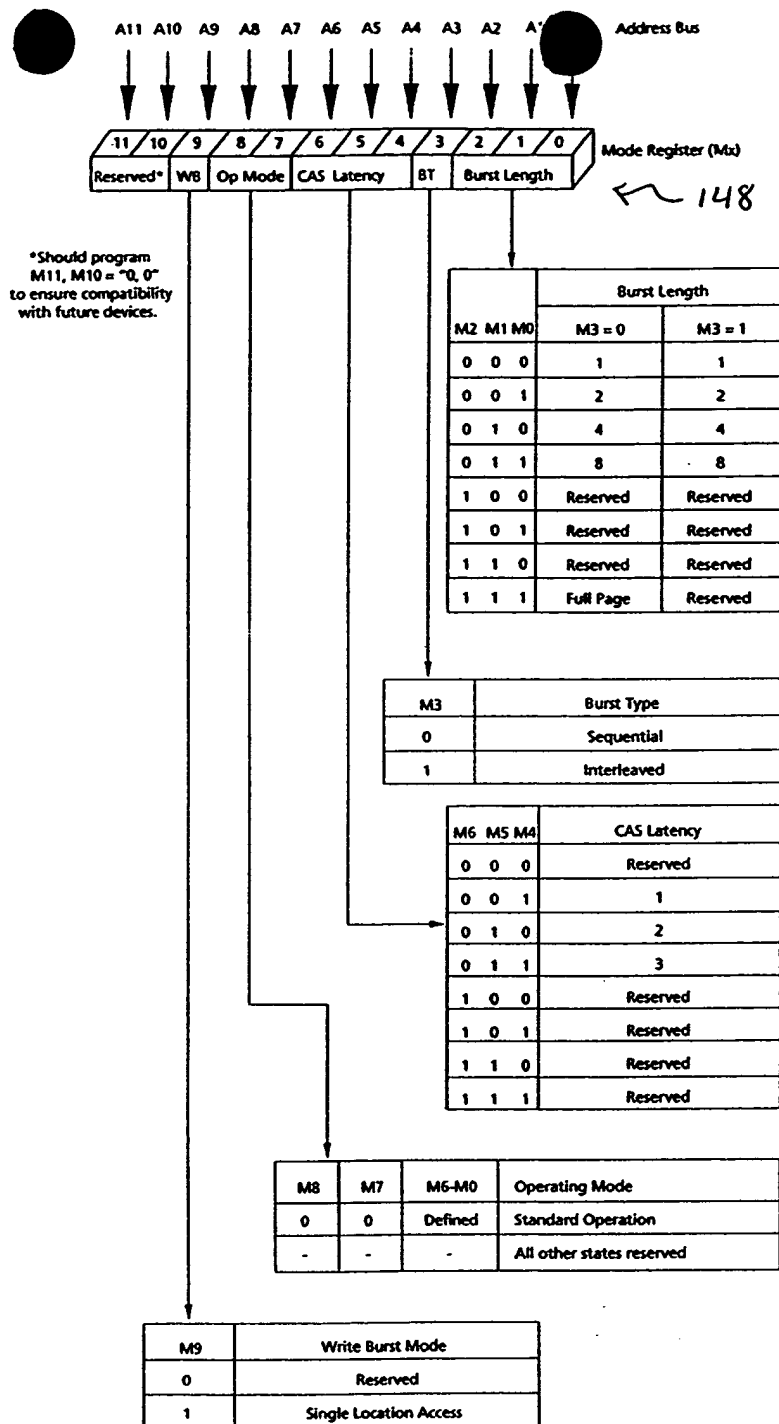 A11 A10 A9 A8 A7 A6 A5 A4 A3 A2 Address Bus
11 10 9 8 7 6 5 4 3 2 1 0
Mode Register (Mx)
Reserved* WB Op Mode CAS Latency BT Burst Length
148
*Should program
M11, M10 = "0, 0"
to ensure compatibility
with future devices.
Burst Length
M2 M1 M0 M3 = 0 M3 = 1
0 0 0 1 1
0 0 1 2 2
0 1 0 4 4
0 1 1 8 8
1 0 0 Reserved Reserved
1 0 1 Reserved Reserved
1 1 0 Reserved Reserved
1 1 1 Full Page Reserved
M3 Burst Type
0 Sequential
1 Interleaved
M6 M5 M4 CAS Latency
0 0 0 Reserved
0 0 1 1
0 1 0 2
0 1 1 3
1 0 0 Reserved
1 0 1 Reserved
1 1 0 Reserved
1 1 1 Reserved
M8 M7 M6-M0 Operating Mode
0 0 Defined Standard Operation
- - - All other states reserved
M9 Write Burst Mode
0 Reserved
1 Single Location Access